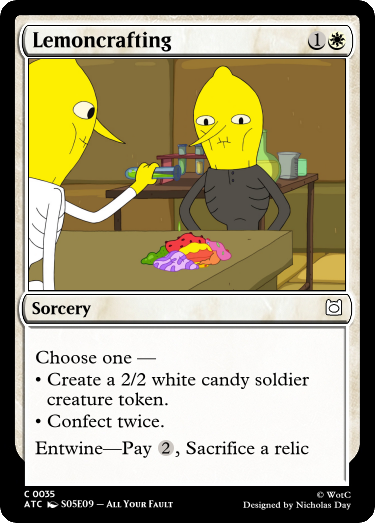 Lemoncrafting 1
Sorcery
Choose one —
• Create a 2/2 white candy soldier
creature token.
• Confect twice.
Entwine—Pay 2, Sacrifice a relic
C 0035 © WotC
ATC S05E09 — All Your Fault Designed by Nicholas Day